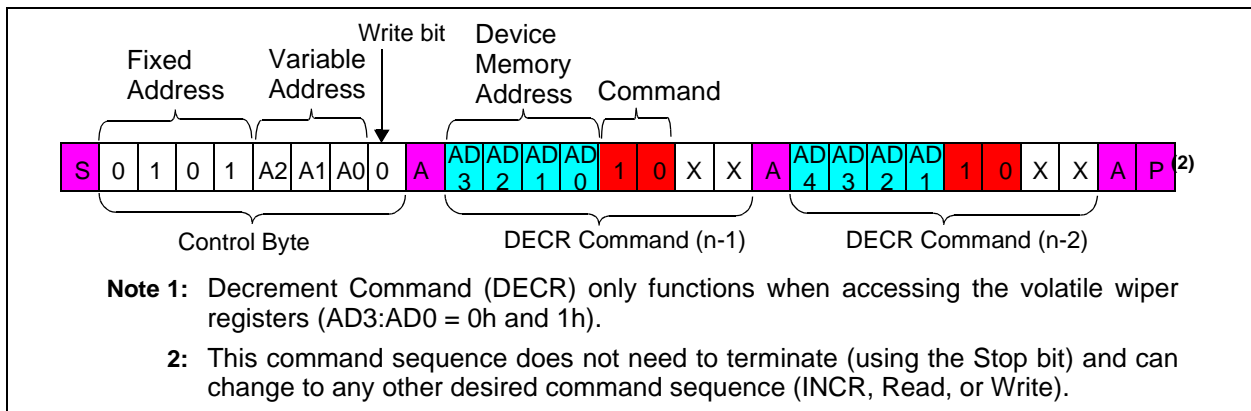 Write bit
Device
Memory
Address
Fixed
Address
Variable
Address
Command
S 0 1 0 1 A2 A1 A0 0 A AD3 AD2 AD1 AD0 1 0 X X A AD4 AD3 AD2 AD1 1 0 X X A P (2)
Control Byte DECR Command (n-1) DECR Command (n-2)
Note 1: Decrement Command (DECR) only functions when accessing the volatile wiper
registers (AD3:AD0 = 0h and 1h).
2: This command sequence does not need to terminate (using the Stop bit) and can
change to any other desired command sequence (INCR, Read, or Write).